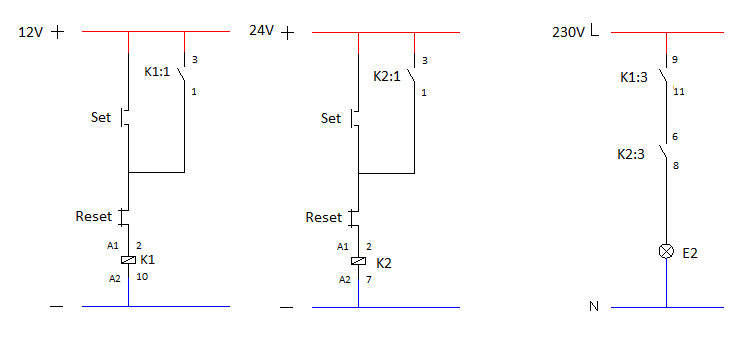 12V +
3
K1:1
1
Set
Reset
A1 2
K1
A2 10
–
24V +
3
K2:1
1
Set
Reset
A1 2
K2
A2 7
–
230V L
9
K1:3
11
6
K2:3
8
E2
N